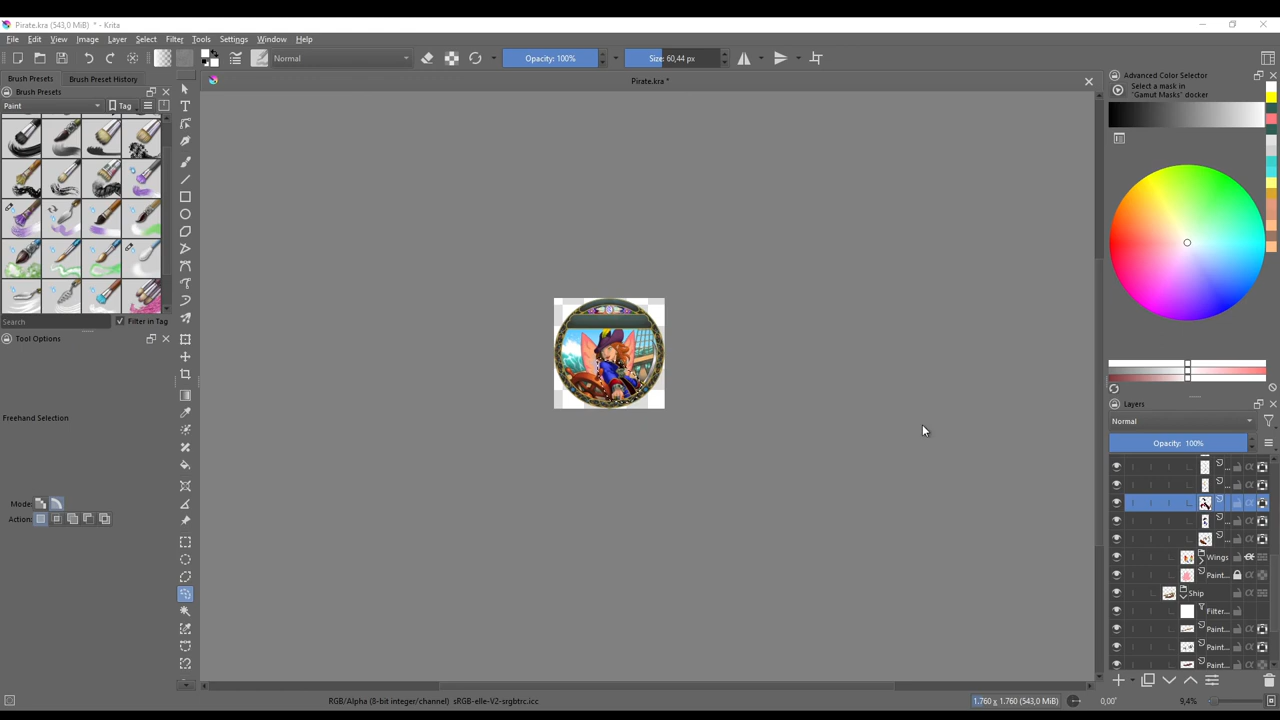 Pirate.kra (543,0 MiB) * - Krita
File Edit View Image Layer Select Filter Tools Settings Window Help
Normal Opacity: 100% Size: 60,44 px
Brush Presets Brush Preset History
Pirate.kra *
Brush Presets
Paint Tag
Search Filter in Tag
Tool Options
Freehand Selection
Mode:
Action:
Advanced Color Selector
Select a mask in
"Gamut Masks" docker
Layers
Normal
Opacity: 100%
Wings
Paint...
Ship
Filter...
Paint...
Paint...
Paint...
RGB/Alpha (8-bit integer/channel) sRGB-elle-V2-srgbtrc.icc 1.760 x 1.760 (543,0 MiB) 0,00° 9,4%